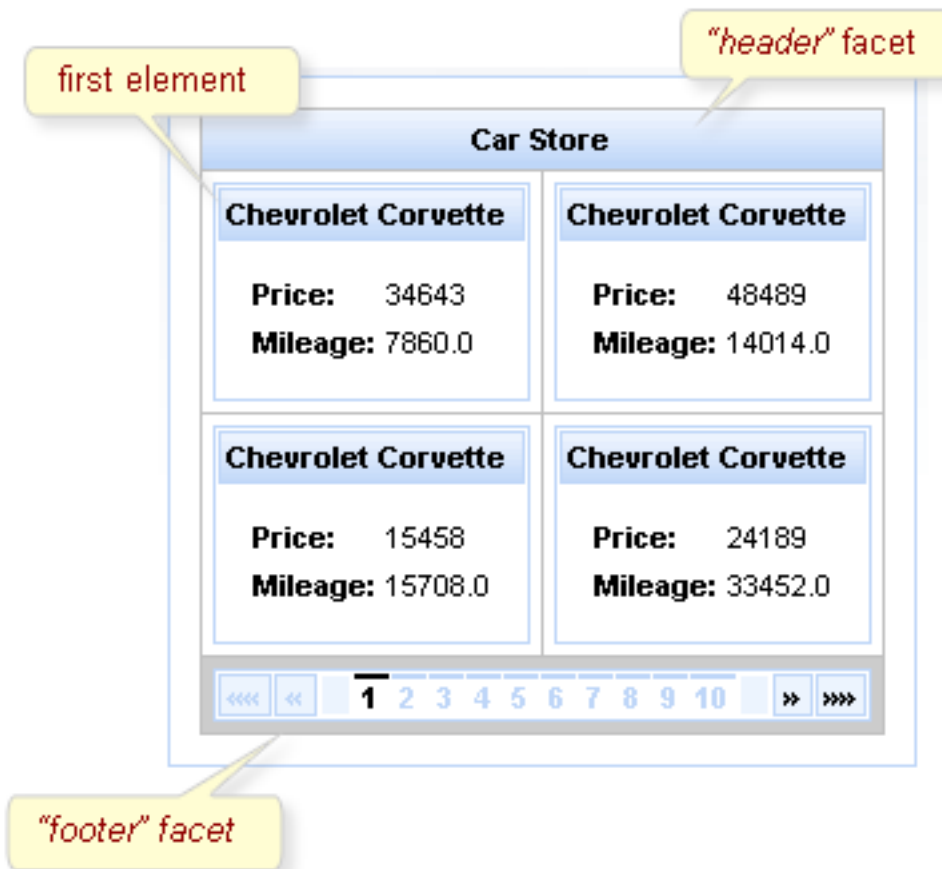 “header” facet
first element
Car Store
Chevrolet Corvette Chevrolet Corvette
Price: 34643 Price: 48489
Mileage: 7860.0 Mileage: 14014.0
Chevrolet Corvette Chevrolet Corvette
Price: 15458 Price: 24189
Mileage: 15708.0 Mileage: 33452.0
«« « 1 2 3 4 5 6 7 8 9 10 » »»
“footer” facet